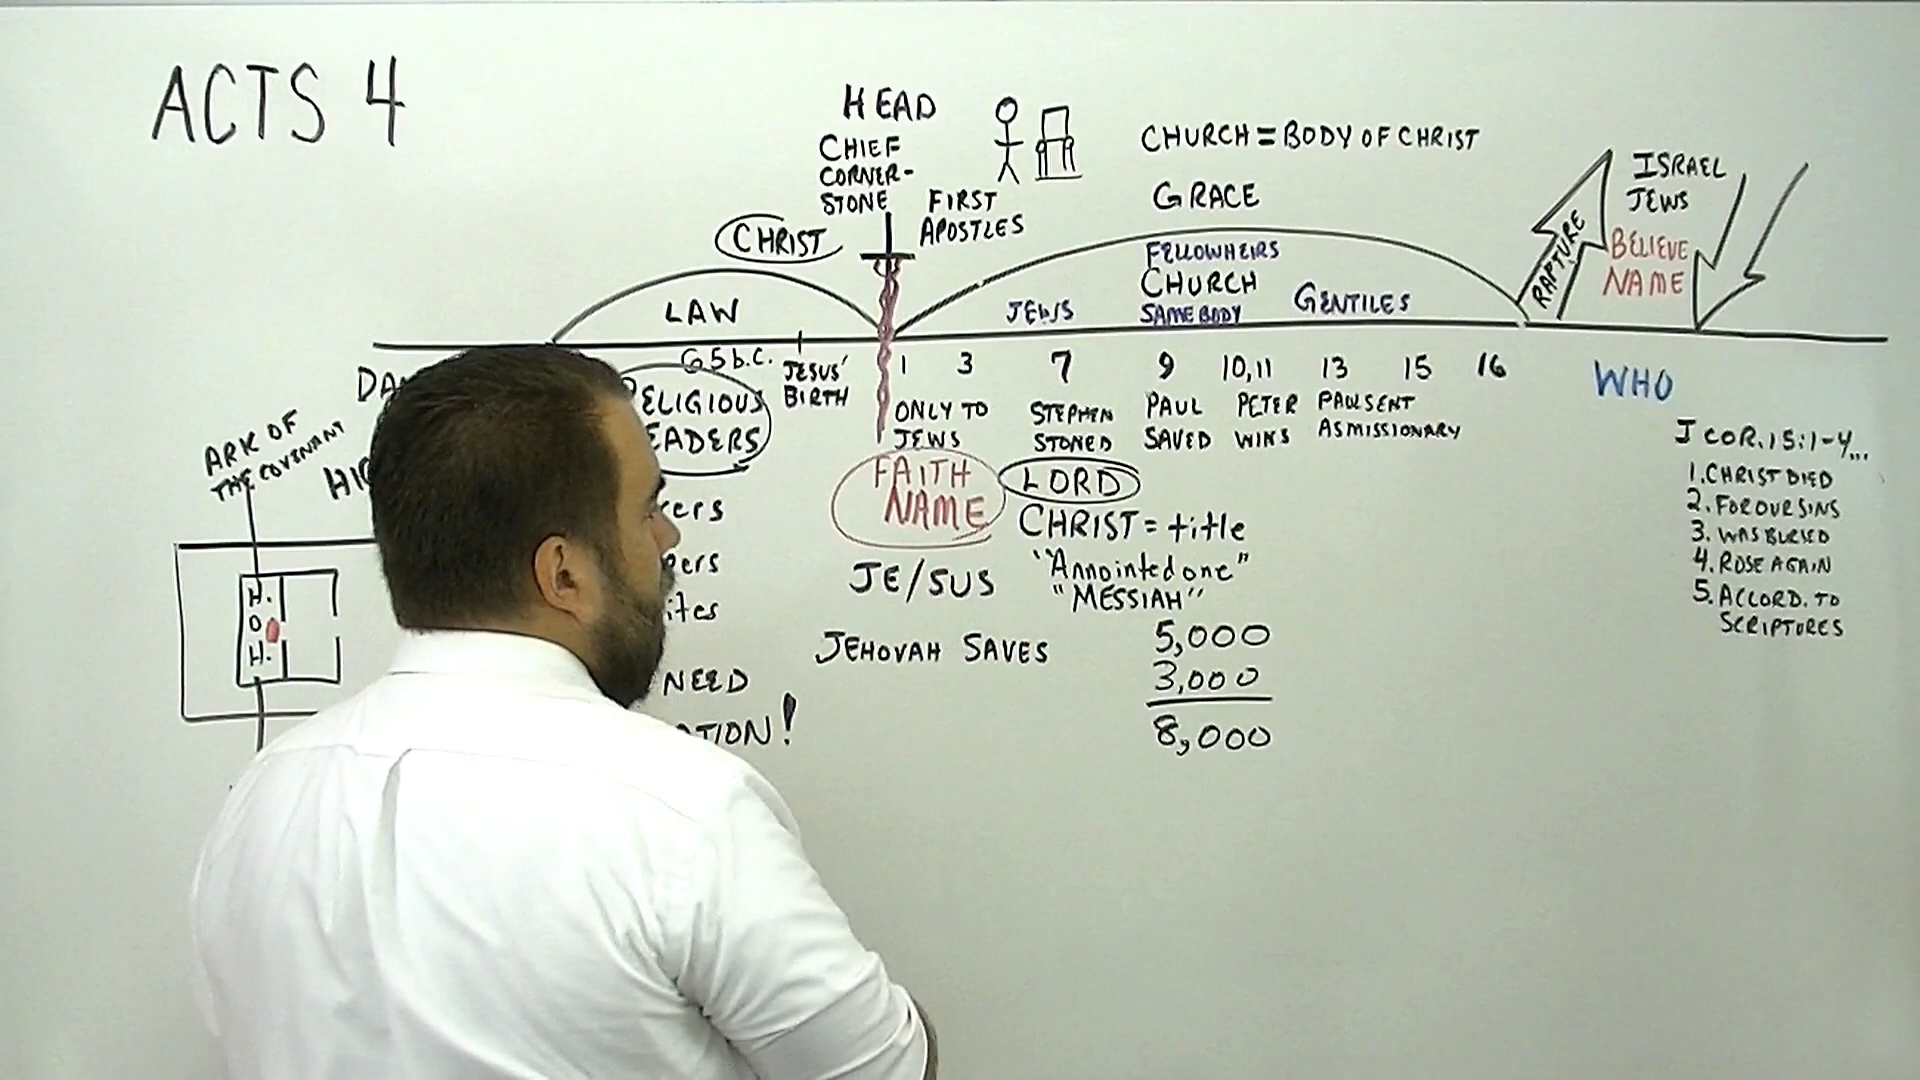 ACTS 4
HEAD
CHIEF
CORNER-
STONE
FIRST
APOSTLES
CHURCH = BODY OF CHRIST
GRACE
CHRIST
LAW
FELLOWHEIRS
CHURCH
SAME BODY
JEWS
GENTILES
RAPTURE
ISRAEL
JEWS
BELIEVE
NAME
65 b.c.
JESUS'
BIRTH
ELIGIOUS
EADERS
1
ONLY TO
JEWS
3
7
STEPHEN
STONED
9
PAUL
SAVED
10,11
PETER
WINS
13
PAUL SENT
AS MISSIONARY
15
16
WHO
ARK OF
THE COVENANT
H.
O
H.
NEED
FAITH
NAME
JE/SUS
JEHOVAH SAVES
LORD
CHRIST = title
"Annointed one"
"MESSIAH"
5,000
3,000
8,000
I COR. 15:1-4...
1. CHRIST DIED
2. FOR OUR SINS
3. WAS BURIED
4. ROSE AGAIN
5. ACCORD. TO
SCRIPTURES